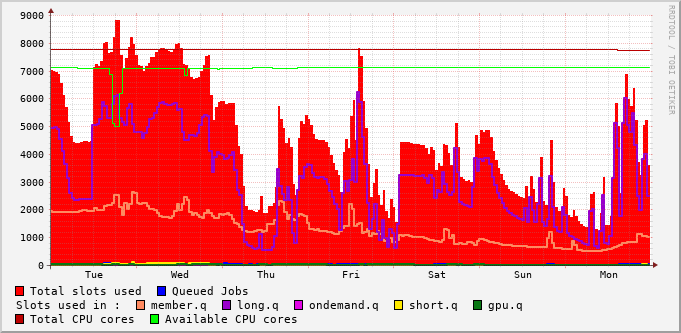 9000
8000
7000
6000
5000
4000
3000
2000
1000
0
Tue Wed Thu Fri Sat Sun Mon
RRDTOOL / TOBI OETIKER
Total slots used Queued Jobs
Slots used in : member.q long.q ondemand.q short.q gpu.q
Total CPU cores Available CPU cores